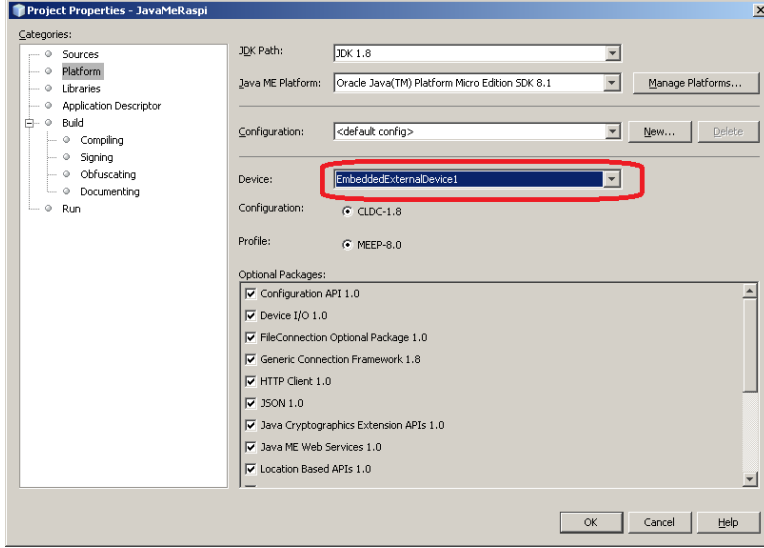 Project Properties - JavaMeRaspi
Categories:
Sources
Platform
Libraries
Application Descriptor
Build
Compiling
Signing
Obfuscating
Documenting
Run
JDK Path: JDK 1.8
Java ME Platform: Oracle Java(TM) Platform Micro Edition SDK 8.1 Manage Platforms...
Configuration: <default config> New... Delete
Device: EmbeddedExternalDevice1
Configuration: CLDC-1.8
Profile: MEEP-8.0
Optional Packages:
Configuration API 1.0
Device I/O 1.0
FileConnection Optional Package 1.0
Generic Connection Framework 1.8
HTTP Client 1.0
JSON 1.0
Java Cryptographics Extension APIs 1.0
Java ME Web Services 1.0
Location Based APIs 1.0
OK Cancel Help